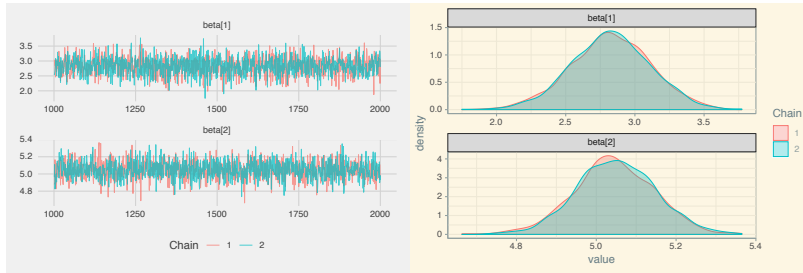 beta[1]
3.5
3.0
2.5
2.0
1000 1250 1500 1750 2000
beta[2]
5.4
5.2
5.0
4.8
1000 1250 1500 1750 2000
Chain 1 2
beta[1]
1.5
1.0
0.5
0.0
2.0 2.5 3.0 3.5
density
beta[2]
4
3
2
1
0
4.8 5.0 5.2 5.4
value
Chain
1
2